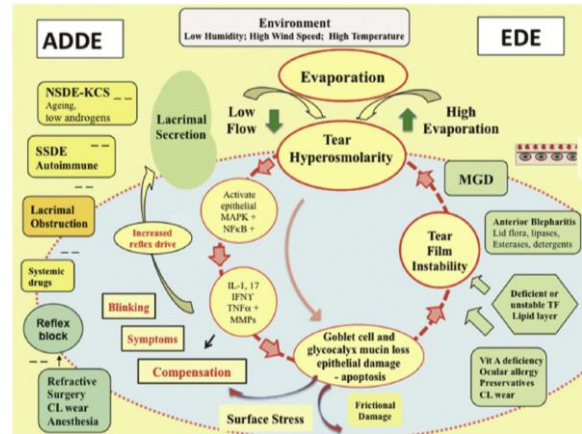 ADDE
Environment
Low Humidity; High Wind Speed; High Temperature
EDE
Evaporation
NSDE-KCS
Ageing,
low androgens
SSDE
Autoimmune
Lacrimal
Obstruction
Systemic
drugs
Reflex
block
Refractive
Surgery
CL wear
Anesthesia
Lacrimal
Secretion
Low
Flow
High
Evaporation
Tear
Hyperosmolarity
Activate
epithelial
MAPK +
NFκB +
Increased
reflex drive
IL-1, 17
IFNϒ
TNFα +
MMPs
Blinking
Symptoms
Compensation
Surface Stress
Goblet cell and
glycocalyx mucin loss
epithelial damage
- apoptosis
Frictional
Damage
MGD
Tear
Film
Instability
Anterior Blepharitis
Lid flora, lipases,
Esterases, detergents
Deficient or
unstable TF
Lipid layer
Vit A deficiency
Ocular allergy
Preservatives
CL wear